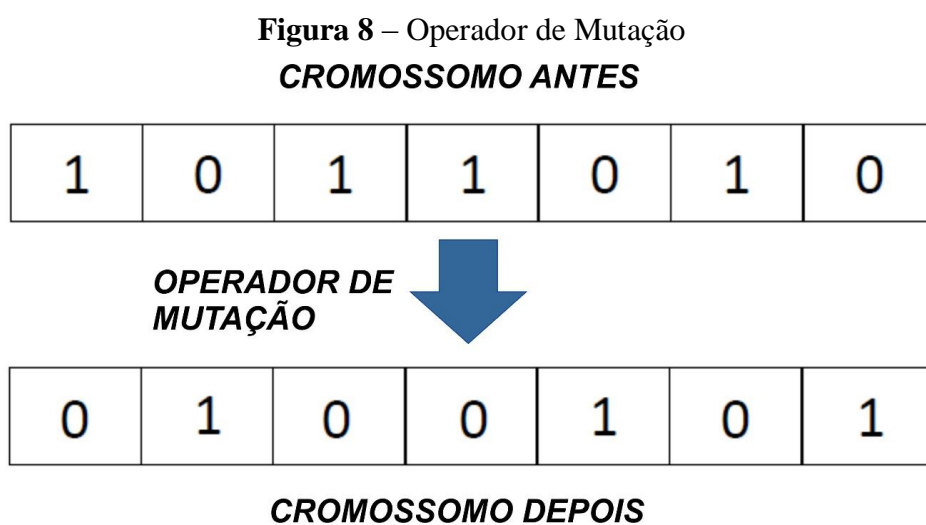 Figura 8 – Operador de Mutação
CROMOSSOMO ANTES
1 0 1 1 0 1 0
OPERADOR DE
MUTAÇÃO
0 1 0 0 1 0 1
CROMOSSOMO DEPOIS